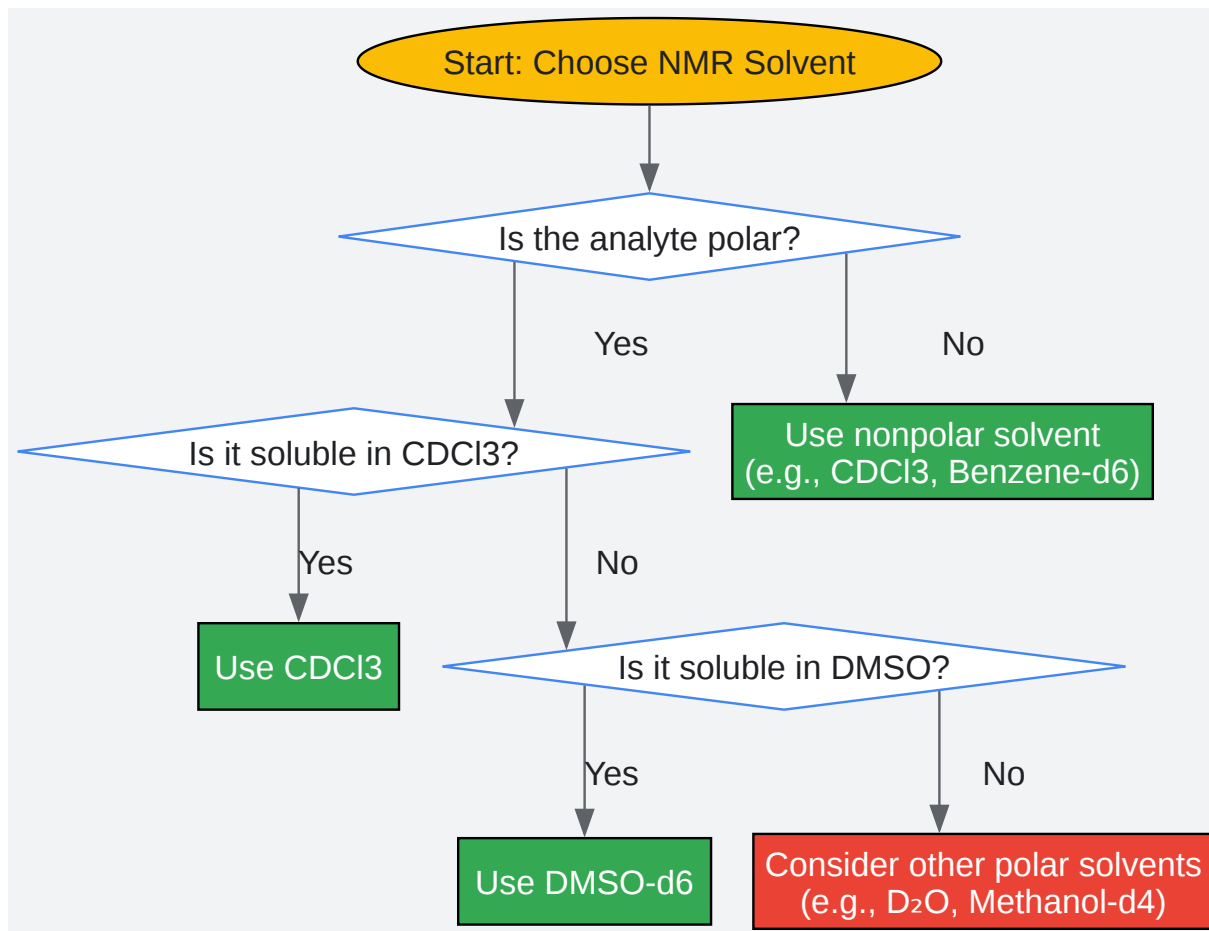 Start: Choose NMR Solvent
Is the analyte polar?
Yes
No
Is it soluble in CDCl3?
Use nonpolar solvent
(e.g., CDCl3, Benzene-d6)
Yes
No
Use CDCl3
Is it soluble in DMSO?
Yes
No
Use DMSO-d6
Consider other polar solvents
(e.g., D₂O, Methanol-d4)